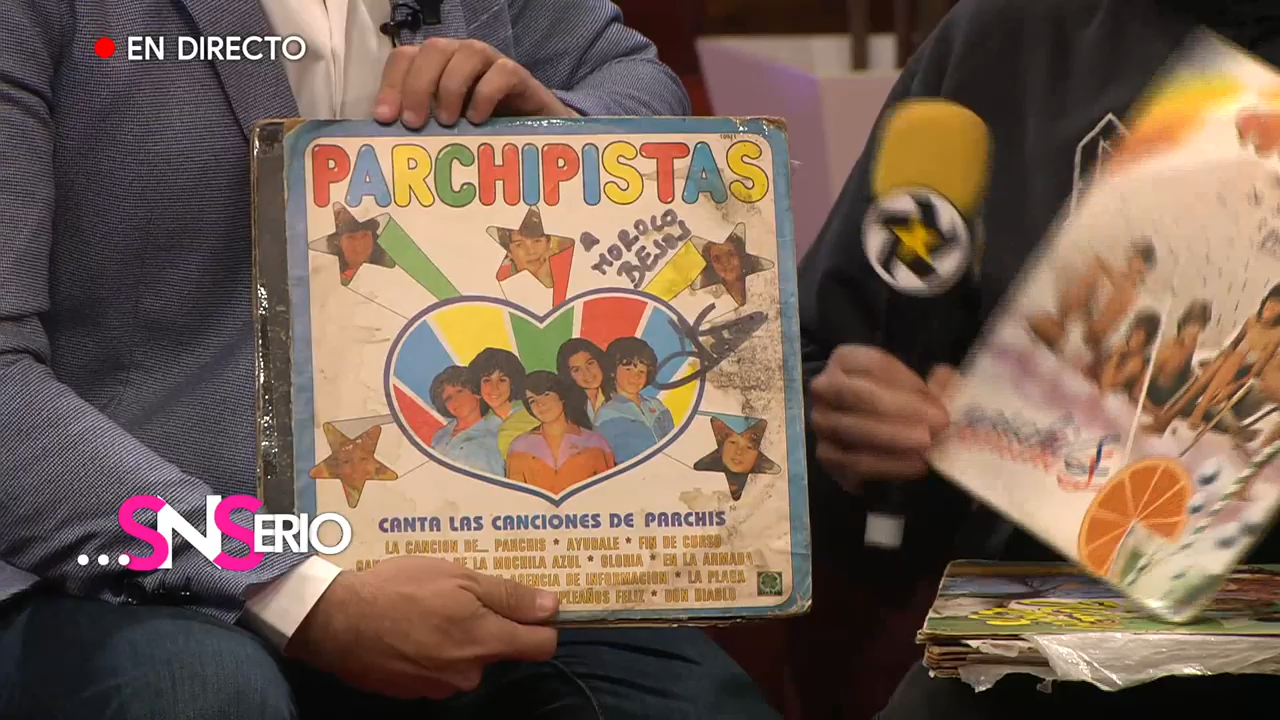 EN DIRECTO
PARCHIPISTAS
A
MOROCO
BESOS
CANTA LAS CANCIONES DE PARCHIS
LA CANCION DE... PARCHIS * AYUDALE * FIN DE CURSO
DE LA MOCHILA AZUL * GLORIA * EN LA ARMADA
AGENCIA DE INFORMACION * LA PLAGA
PLEAÑOS FELIZ * DON DIABLO
...SNSERIO